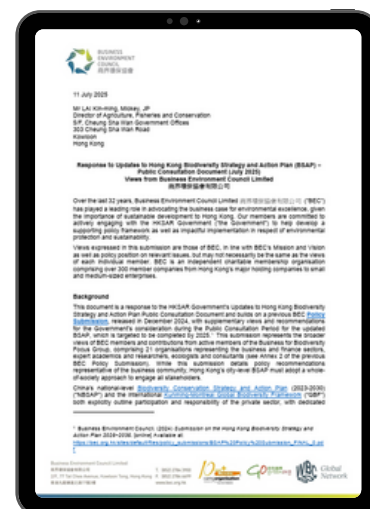 BUSINESS
ENVIRONMENT
COUNCIL
商界環保協會
11 July 2025
Mr LAI Kin-ming, Mickey, JP
Director of Agriculture, Fisheries and Conservation
5/F, Cheung Sha Wan Government Offices
303 Cheung Sha Wan Road
Kowloon
Hong Kong
Response to Updates to Hong Kong Biodiversity Strategy and Action Plan (BSAP) –
Public Consultation Document (July 2025)
Views from Business Environment Council Limited
商界環保協會有限公司
Over the last 32 years, Business Environment Council Limited 商界環保協會有限公司 ("BEC")
has played a leading role in advocating the business case for environmental excellence, given
the importance of sustainable development to Hong Kong. Our members are committed to
actively engaging with the HKSAR Government ("the Government") to help develop a
supporting policy framework as well as impactful implementation in respect of environmental
protection and sustainability.
Views expressed in this submission are those of BEC, in line with BEC's Mission and Vision
as well as policy position on relevant issues, but may not necessarily be the same as the views
of each individual member. BEC is an independent charitable membership organisation
comprising over 300 member companies from Hong Kong's major holding companies to small
and medium-sized enterprises.
Background
This document is a response to the HKSAR Government's Updates to Hong Kong Biodiversity
Strategy and Action Plan Public Consultation Document and builds on a previous BEC Policy
Submission, released in December 2024, with supplementary views and recommendations
for the Government's consideration during the Public Consultation Period for the updated
BSAP, which is targeted to be completed by 2025.¹ This submission represents the broader
views of BEC members and contributions from active members of the Business for Biodiversity
Focus Group, comprising 21 organisations representing the business and finance sectors,
expert academics and researchers, ecologists and consultants (see Annex 2 of the previous
BEC Policy Submission). While this submission details policy recommendations
representative of the business community, Hong Kong's city-level BSAP must adopt a whole-
of-society approach to engage all stakeholders.
China's national-level Biodiversity Conservation Strategy and Action Plan (2023-2030)
("NBSAP") and the international Kunming-Montreal Global Biodiversity Framework ("GBF")
both explicitly outline participation and responsibility of the private sector, with dedicated
¹ Business Environment Council. (2024) Submission on the Hong Kong Biodiversity Strategy and
Action Plan 2026-2035. [online] Available at:
Business Environment Council Limited
商界環保協會有限公司
Global
Network